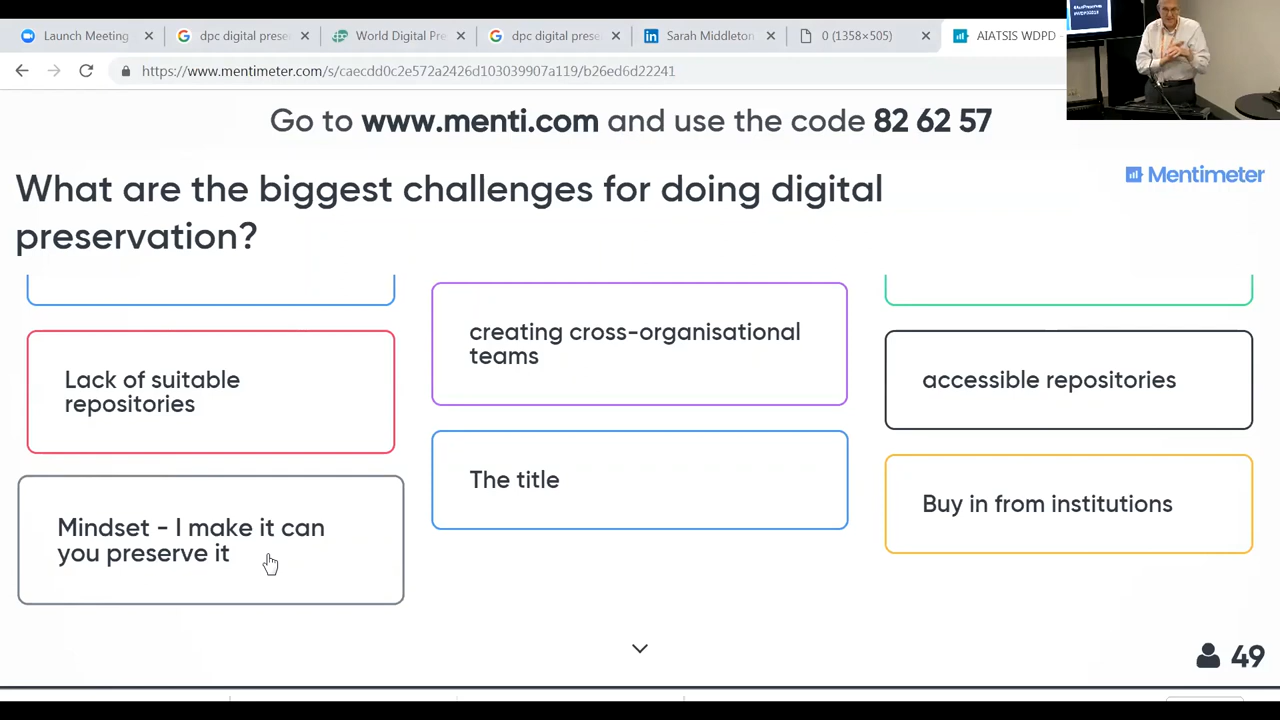 Launch Meeting
dpc digital prese
World Digital Pre
dpc digital prese
Sarah Middleton
0 (1358×505)
AIATSIS WDPD
https://www.mentimeter.com/s/caecdd0c2e572a2426d103039907a119/b26ed6d22241
Go to www.menti.com and use the code 82 62 57
What are the biggest challenges for doing digital
preservation?
Mentimeter
creating cross-organisational
teams
Lack of suitable
repositories
accessible repositories
The title
Buy in from institutions
Mindset - I make it can
you preserve it
49